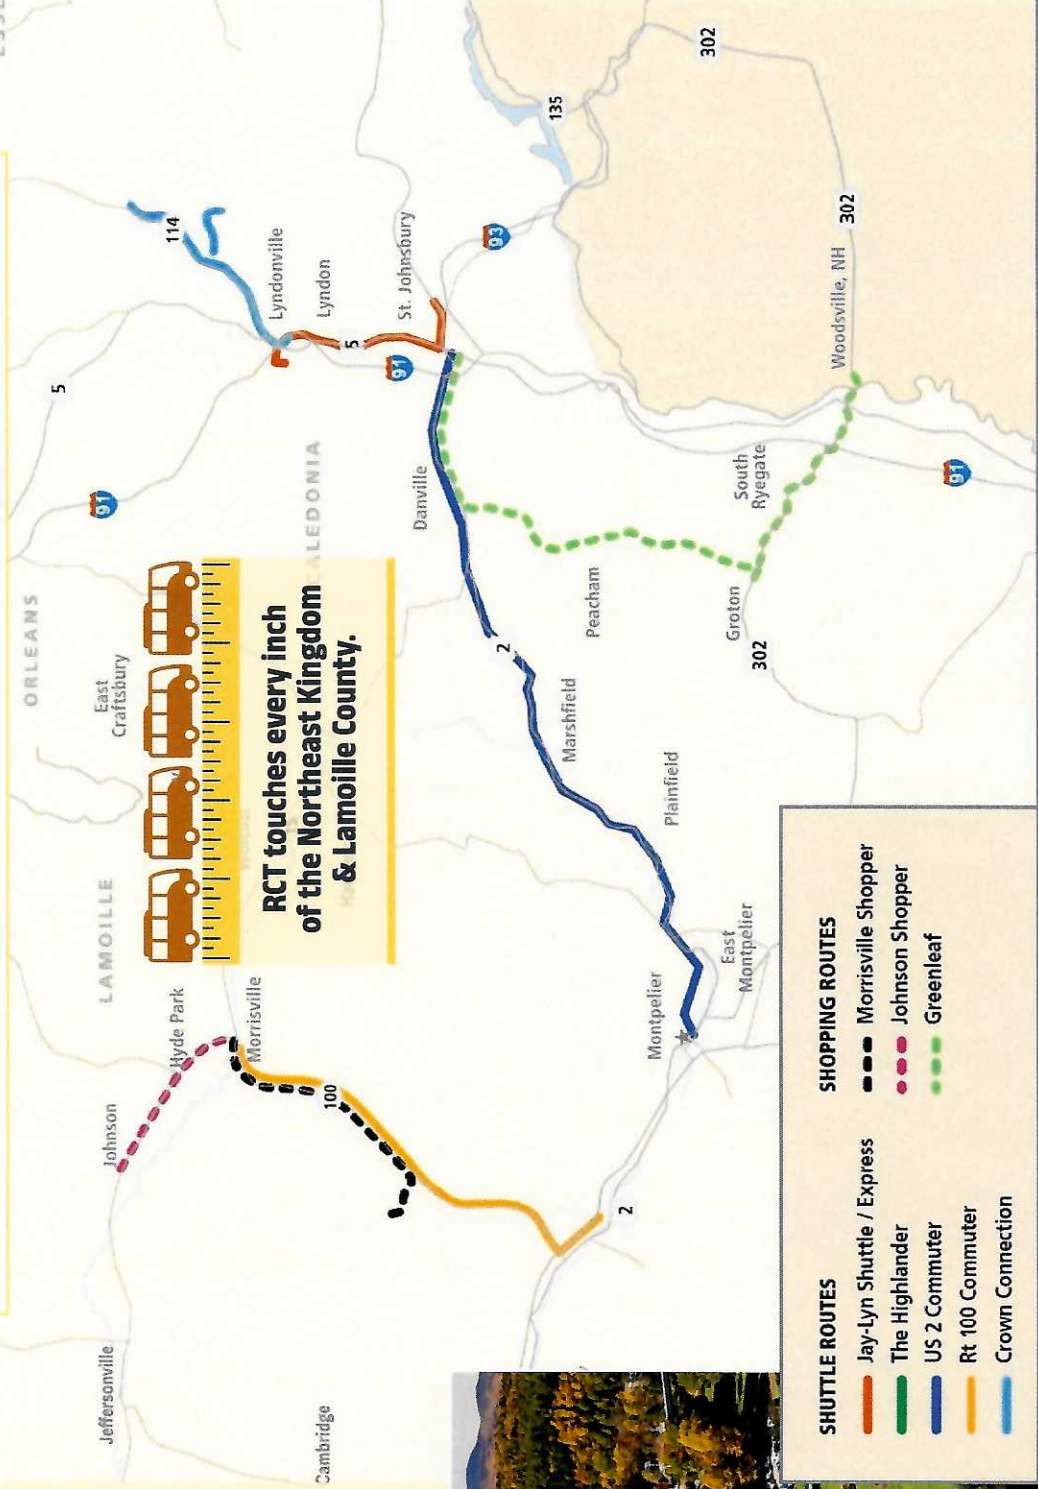 ORLEANS
LAMOILLE
CALEDONIA
5
91
114
East
Craftsbury
Johnson
Hyde Park
Jeffersonville
Morrisville
Cambridge
100
RCT touches every inch
of the Northeast Kingdom
& Lamoille County.
Lyndonville
Lyndon
5
91
St. Johnsbury
93
135
302
Danville
2
Peacham
Marshfield
Plainfield
Montpelier
East
Montpelier
2
Groton
302
South
Ryegate
Woodsville, NH
302
91
SHUTTLE ROUTES
Jay-Lyn Shuttle / Express
The Highlander
US 2 Commuter
Rt 100 Commuter
Crown Connection
SHOPPING ROUTES
Morrisville Shopper
Johnson Shopper
Greenleaf